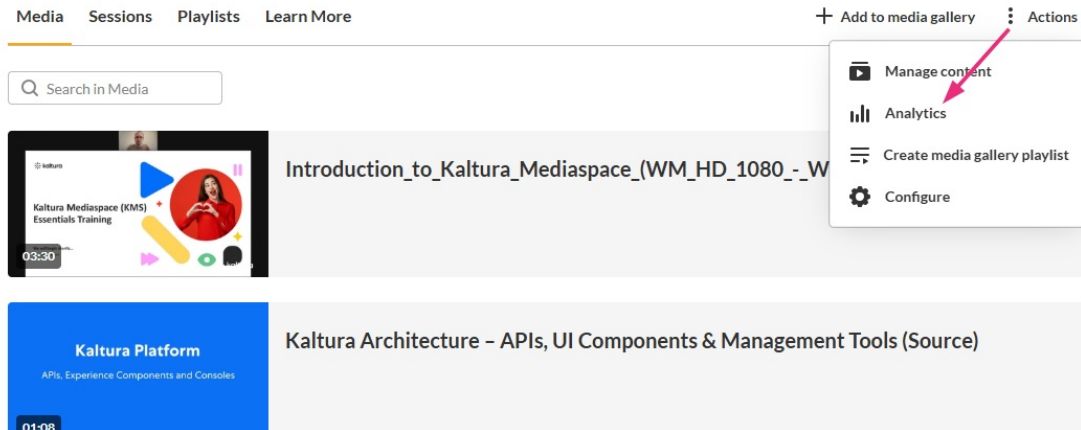 Media Sessions Playlists Learn More + Add to media gallery Actions
Search in Media
Manage content
Analytics
Create media gallery playlist
Configure
kaltura
Kaltura Mediaspace (KMS)
Essentials Training
03:30
Introduction_to_Kaltura_Mediaspace_(WM_HD_1080_-_W
Kaltura Platform
APIs, Experience Components and Consoles
01:08
Kaltura Architecture – APIs, UI Components & Management Tools (Source)